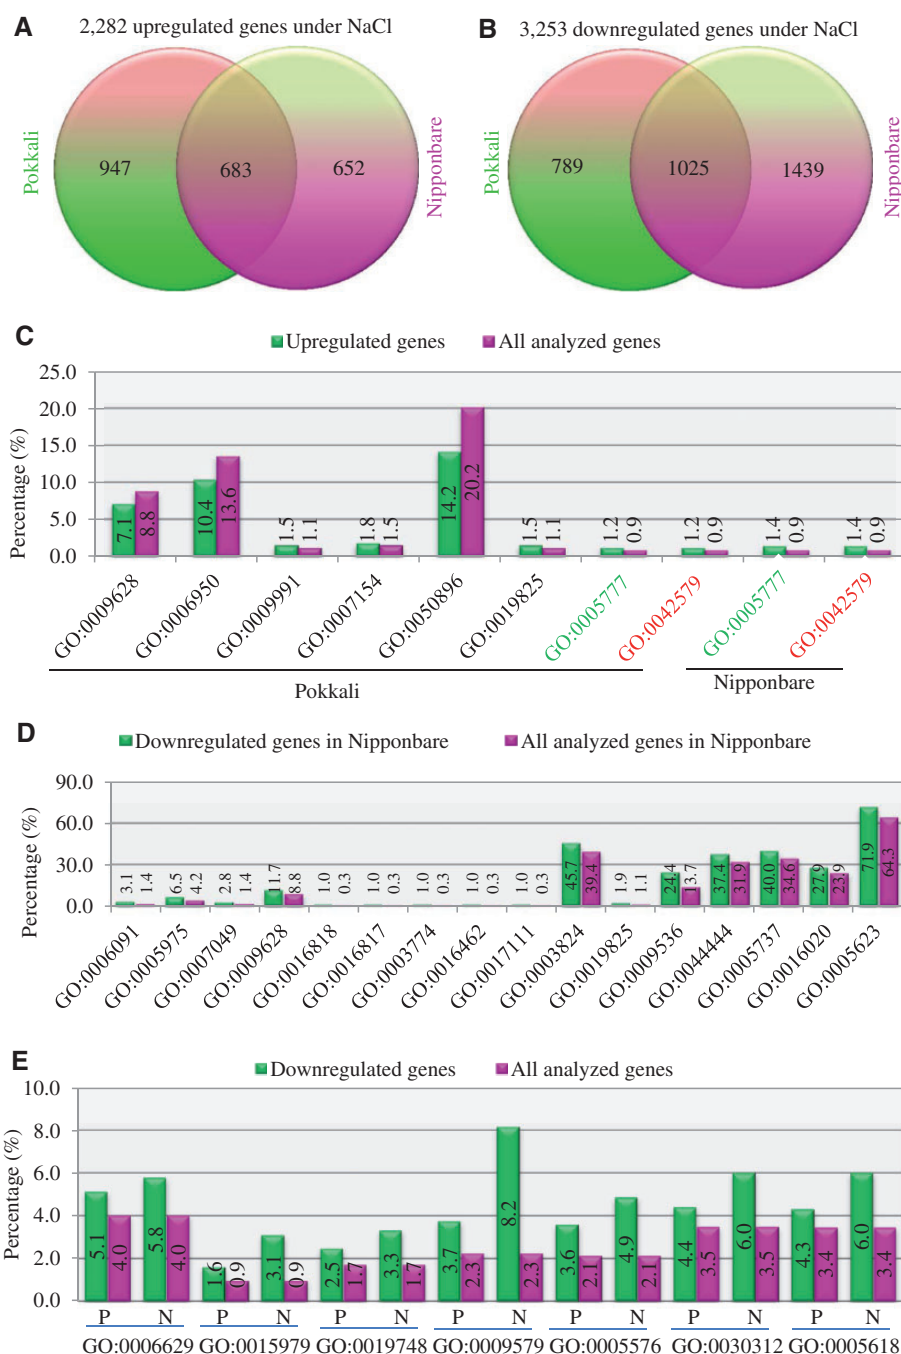 A 2,282 upregulated genes under NaCl
B 3,253 downregulated genes under NaCl
Pokkali
947
683
652
Nipponbare
Pokkali
789
1025
1439
Nipponbare
C
Upregulated genes
All analyzed genes
Percentage (%)
25.0
20.0
15.0
10.0
5.0
0.0
7.1 8.8 10.4 13.6 1.5 1.1 1.8 1.5 14.2 20.2 1.5 1.1 1.2 0.9 1.2 0.9 1.4 0.9 1.4 0.9
GO:0009628
GO:0006950
GO:0009991
GO:0007154
GO:0050896
GO:0019825
GO:0005777
GO:0042579
GO:0005777
GO:0042579
Pokkali
Nipponbare
D
Downregulated genes in Nipponbare
All analyzed genes in Nipponbare
Percentage (%)
90.0
60.0
30.0
0.0
3.1 1.4 6.5 4.2 2.8 1.4 11.7 8.8 1.0 0.3 1.0 0.3 1.0 0.3 1.0 0.3 1.0 0.3 45.7 39.4 1.9 1.1 24.4 13.7 37.4 31.9 40.0 34.6 27.9 23.9 71.9 64.3
GO:0006091
GO:0005975
GO:0007049
GO:0009628
GO:0016818
GO:0016817
GO:0003774
GO:0016462
GO:0017111
GO:0003824
GO:0019825
GO:0009536
GO:0044444
GO:0005737
GO:0016020
GO:0005623
E
Downregulated genes
All analyzed genes
Percentage (%)
10.0
8.0
6.0
4.0
2.0
0.0
5.1 4.0 5.8 4.0 1.6 0.9 3.1 0.9 2.5 1.7 3.3 1.7 3.7 2.3 8.2 2.3 3.6 2.1 4.9 2.1 4.4 3.5 6.0 3.5 4.3 3.4 6.0 3.4
P N P N P N P N P N P N P N
GO:0006629 GO:0015979 GO:0019748 GO:0009579 GO:0005576 GO:0030312 GO:0005618